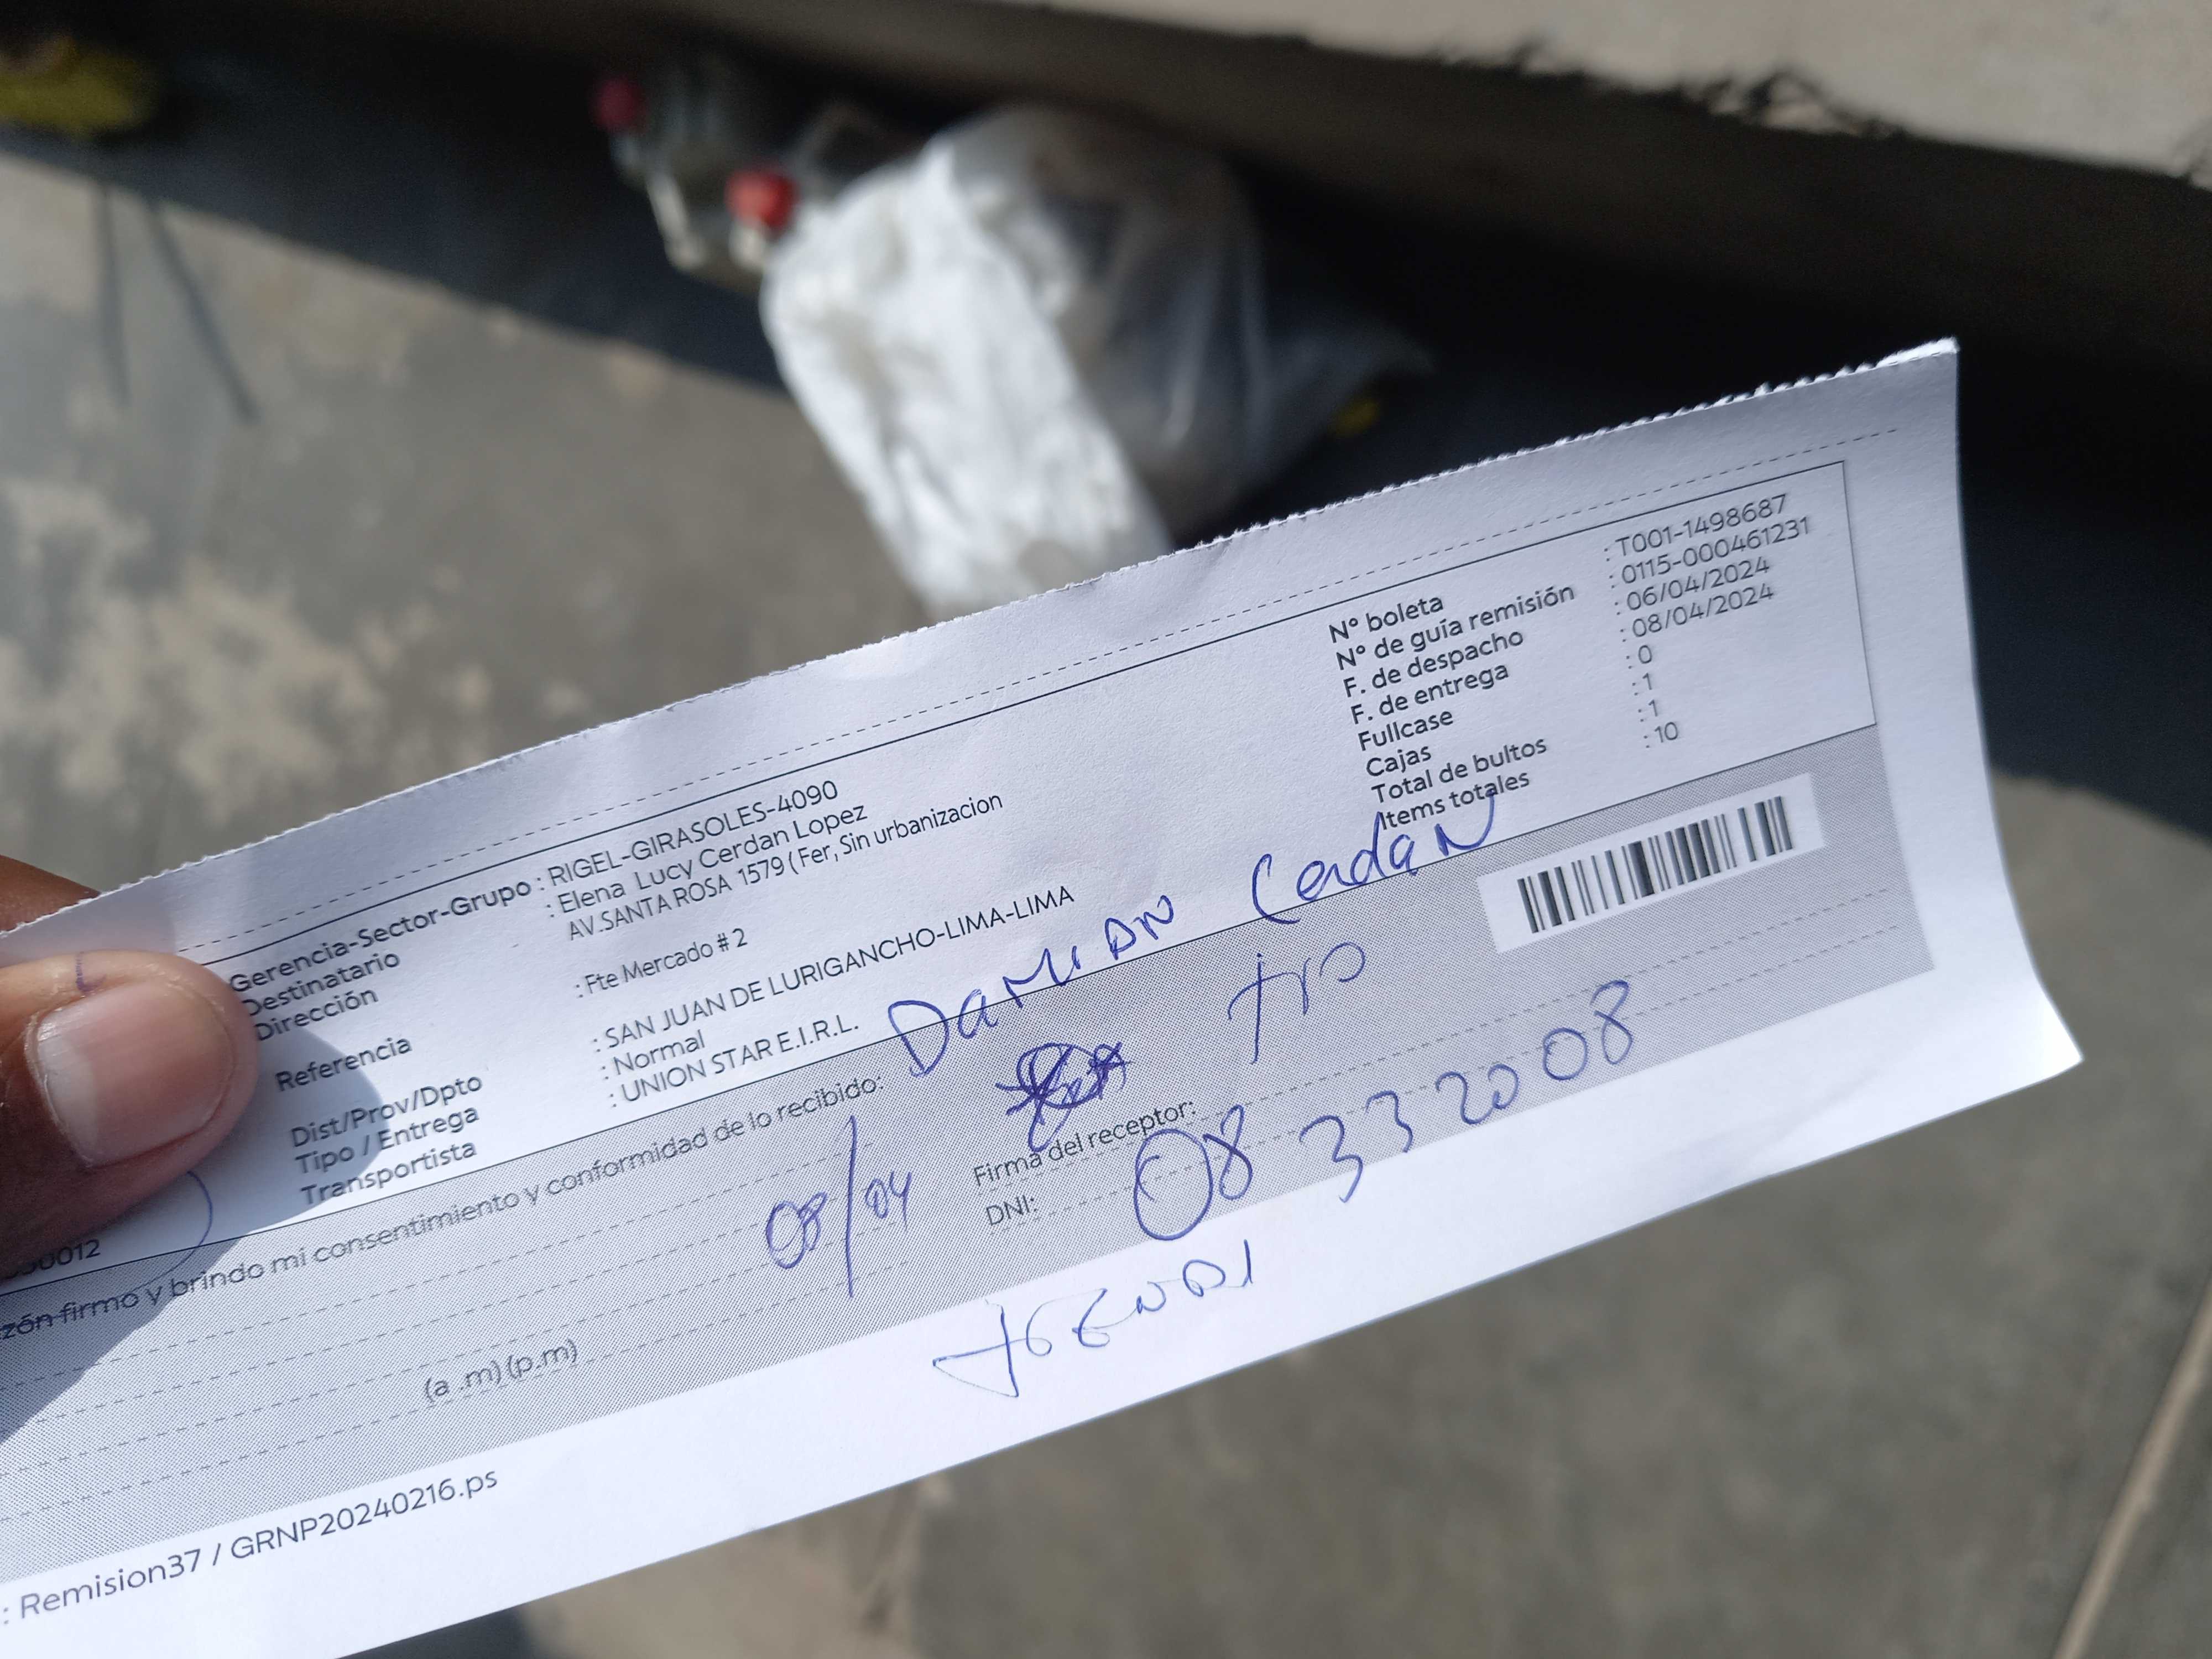 Gerencia-Sector-Grupo : RIGEL-GIRASOLES-4090
Destinatario : Elena Lucy Cerdan Lopez
Dirección AV.SANTA ROSA 1579 ( Fer, Sin urbanizacion
Referencia : Fte Mercado # 2
Dist/Prov/Dpto : SAN JUAN DE LURIGANCHO-LIMA-LIMA
Tipo / Entrega : Normal
Transportista : UNION STAR E.I.R.L.
N° boleta : T001-1498687
N° de guía remisión : 0115-000461231
F. de despacho : 06/04/2024
F. de entrega : 08/04/2024
Fullcase : 0
Cajas : 1
Total de bultos : 1
Items totales : 10
0012
zón firmo y brindo mi consentimiento y conformidad de lo recibido: Damian Cerdan
08/04
Firma del receptor:
DNI: 08332008
(a .m) (p.m)
: Remision37 / GRNP20240216.ps